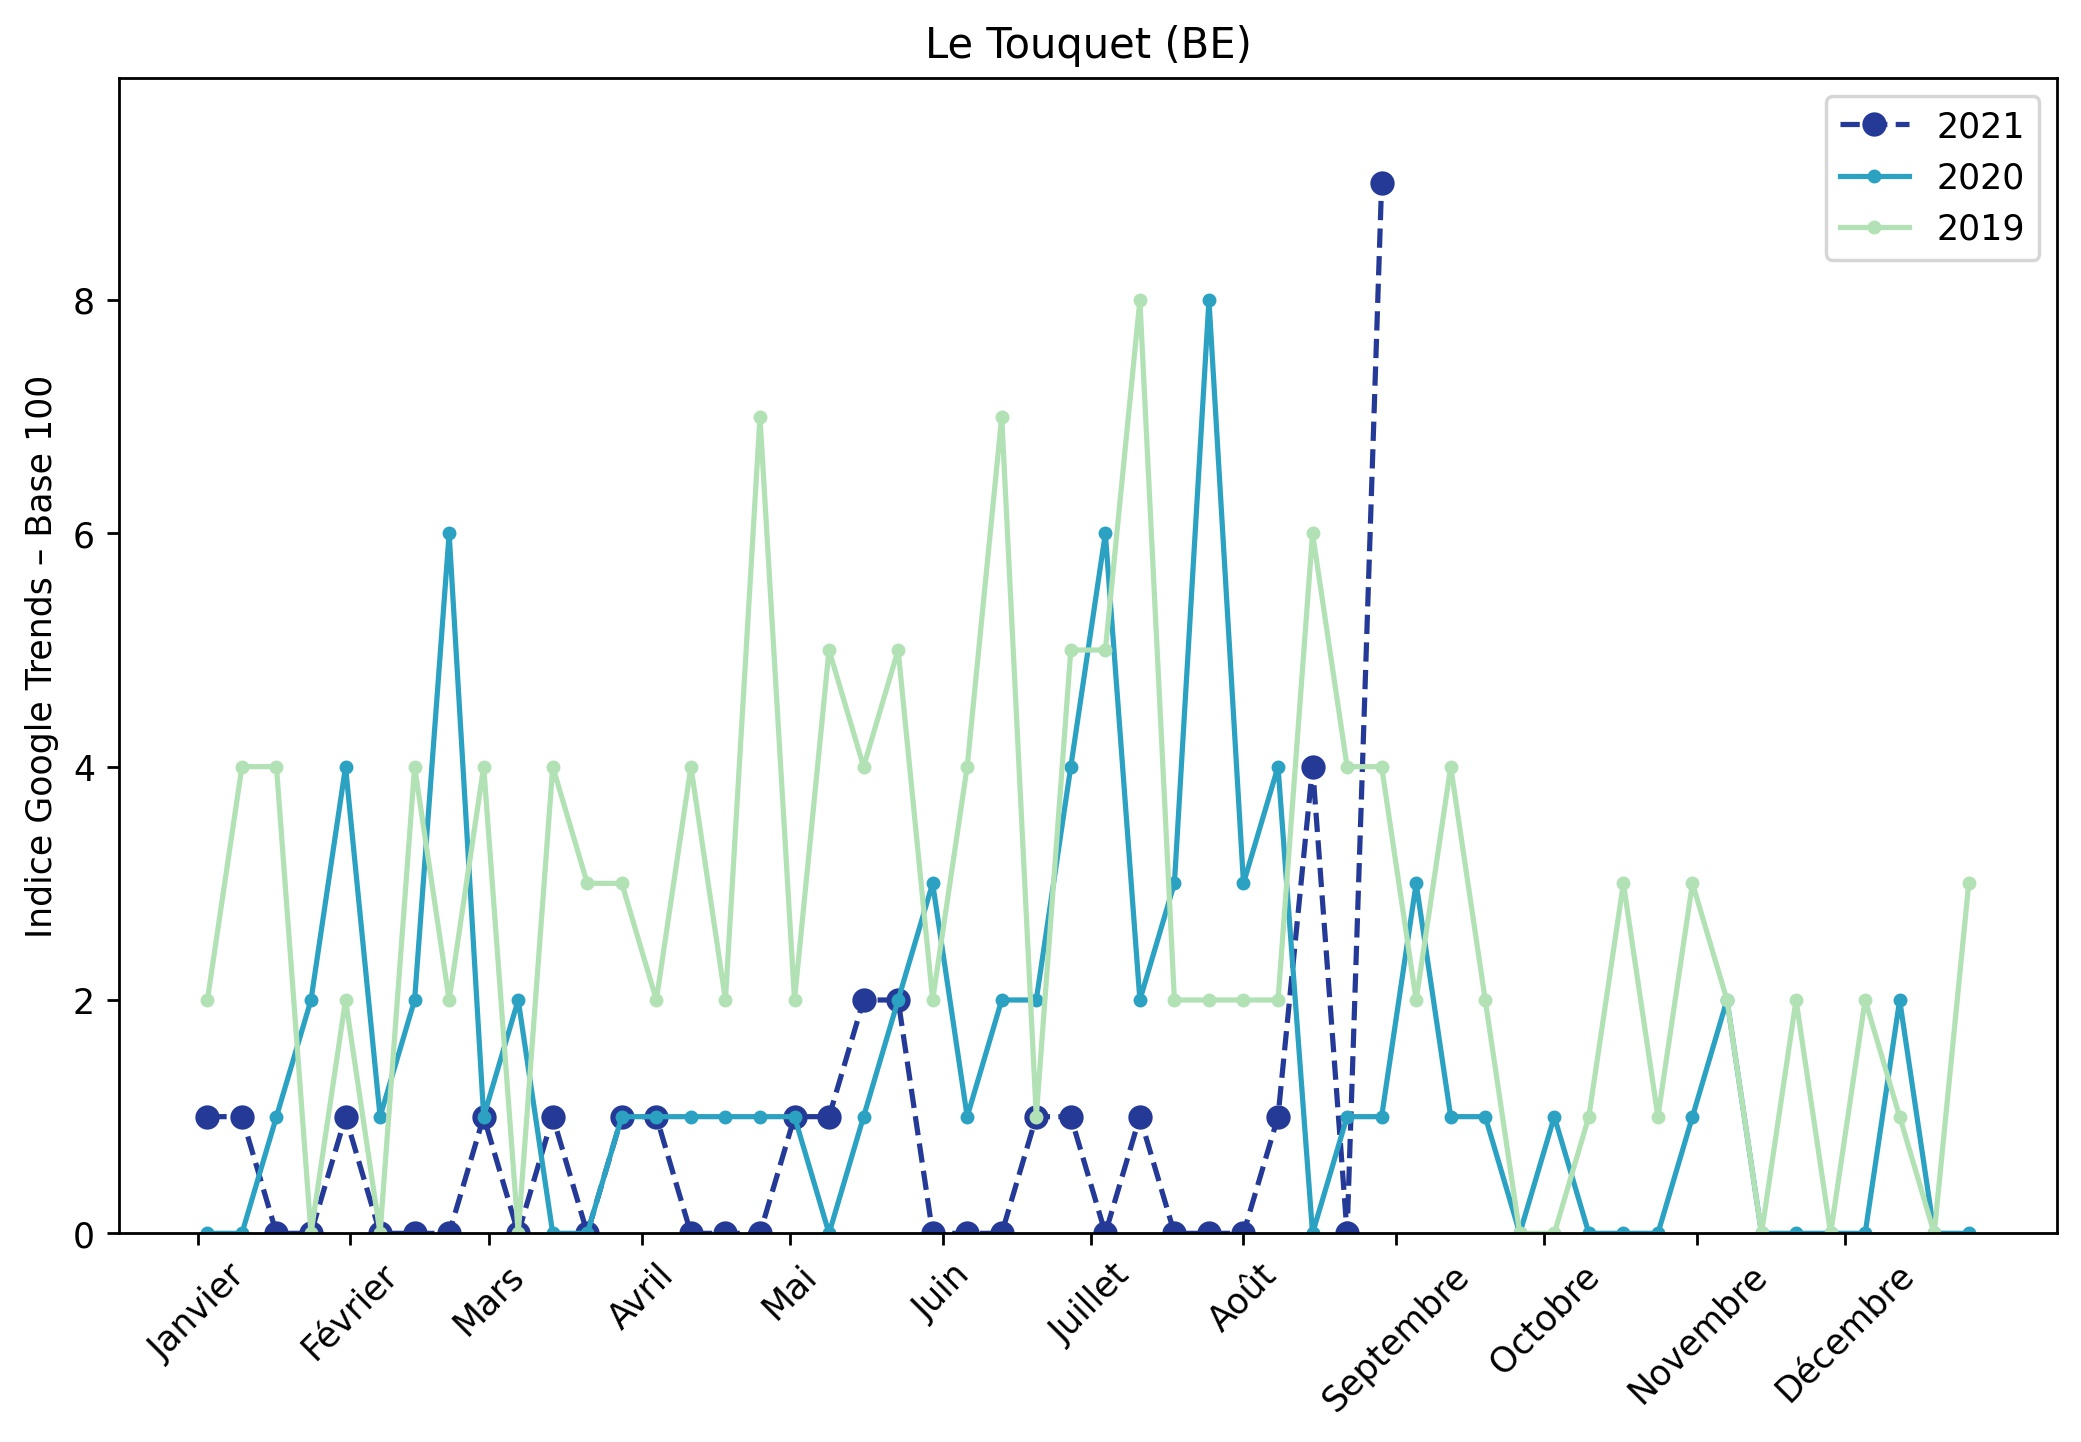 Le Touquet (BE)
2021
2020
2019
Indice Google Trends – Base 100
8
6
4
2
0
Janvier
Février
Mars
Avril
Mai
Juin
Juillet
Août
Septembre
Octobre
Novembre
Décembre